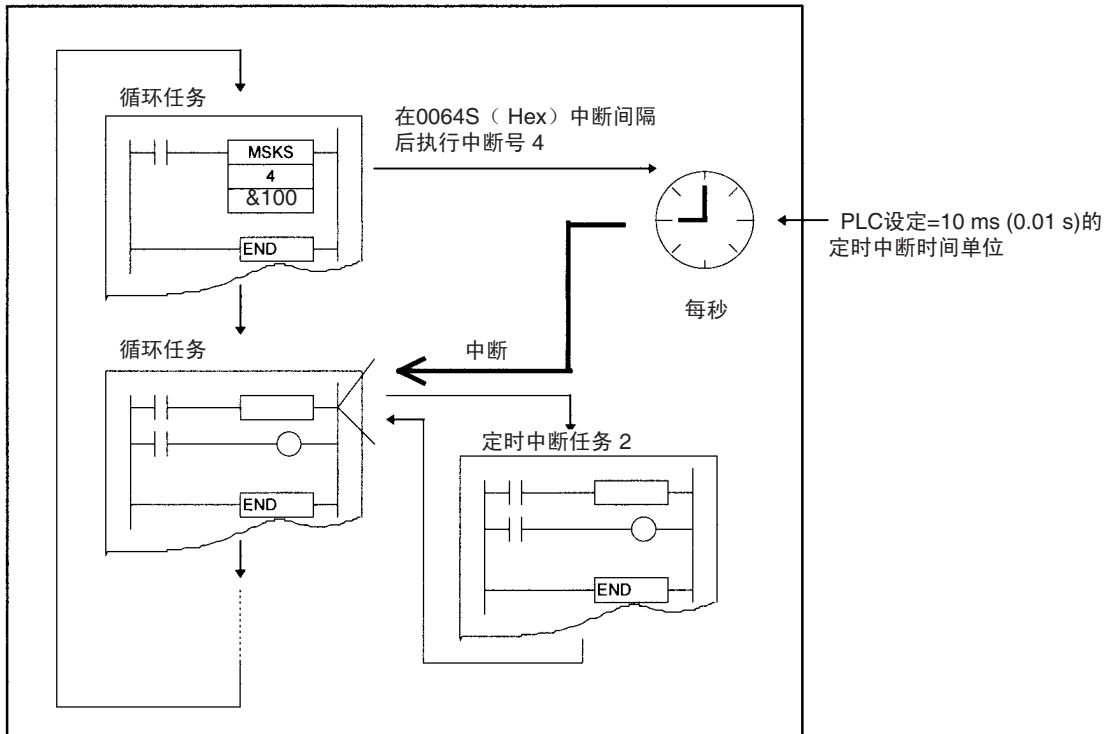 循环任务
MSKS
4
&100
END
在0064S（ Hex）中断间隔
后执行中断号 4
PLC设定=10 ms (0.01 s)的
定时中断时间单位
每秒
循环任务
中断
END
定时中断任务 2
END